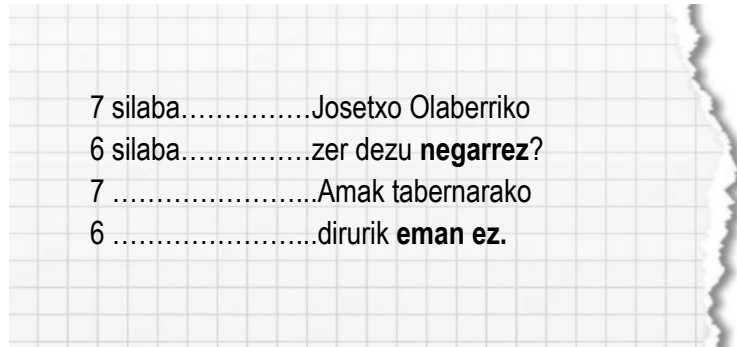 7 silaba……………Josetxo Olaberriko
6 silaba……………zer dezu negarrez?
7 …………………...Amak tabernarako
6 …………………...dirurik eman ez.